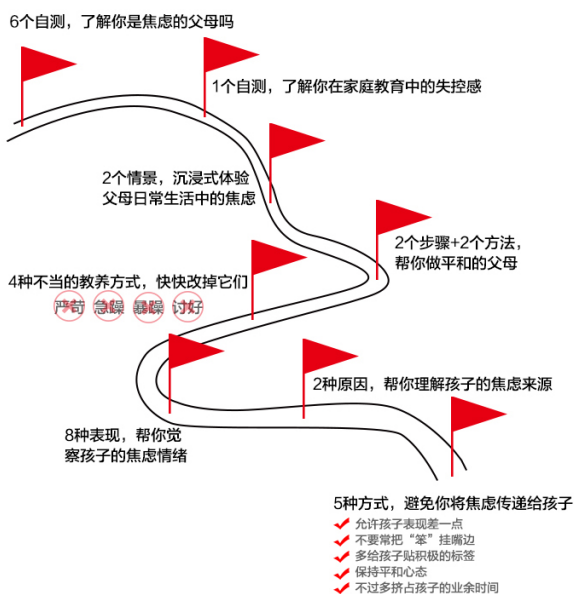 6个自测，了解你是焦虑的父母吗
1个自测，了解你在家庭教育中的失控感
2个情景，沉浸式体验
父母日常生活中的焦虑
2个步骤+2个方法，
帮你做平和的父母
4种不当的教养方式，快快改掉它们
严苛 急躁 暴躁 讨好
8种表现，帮你觉
察孩子的焦虑情绪
2种原因，帮你理解孩子的焦虑来源
5种方式，避免你将焦虑传递给孩子
允许孩子表现差一点
不要常把“笨”挂嘴边
多给孩子贴积极的标签
保持平和心态
不过多挤占孩子的业余时间